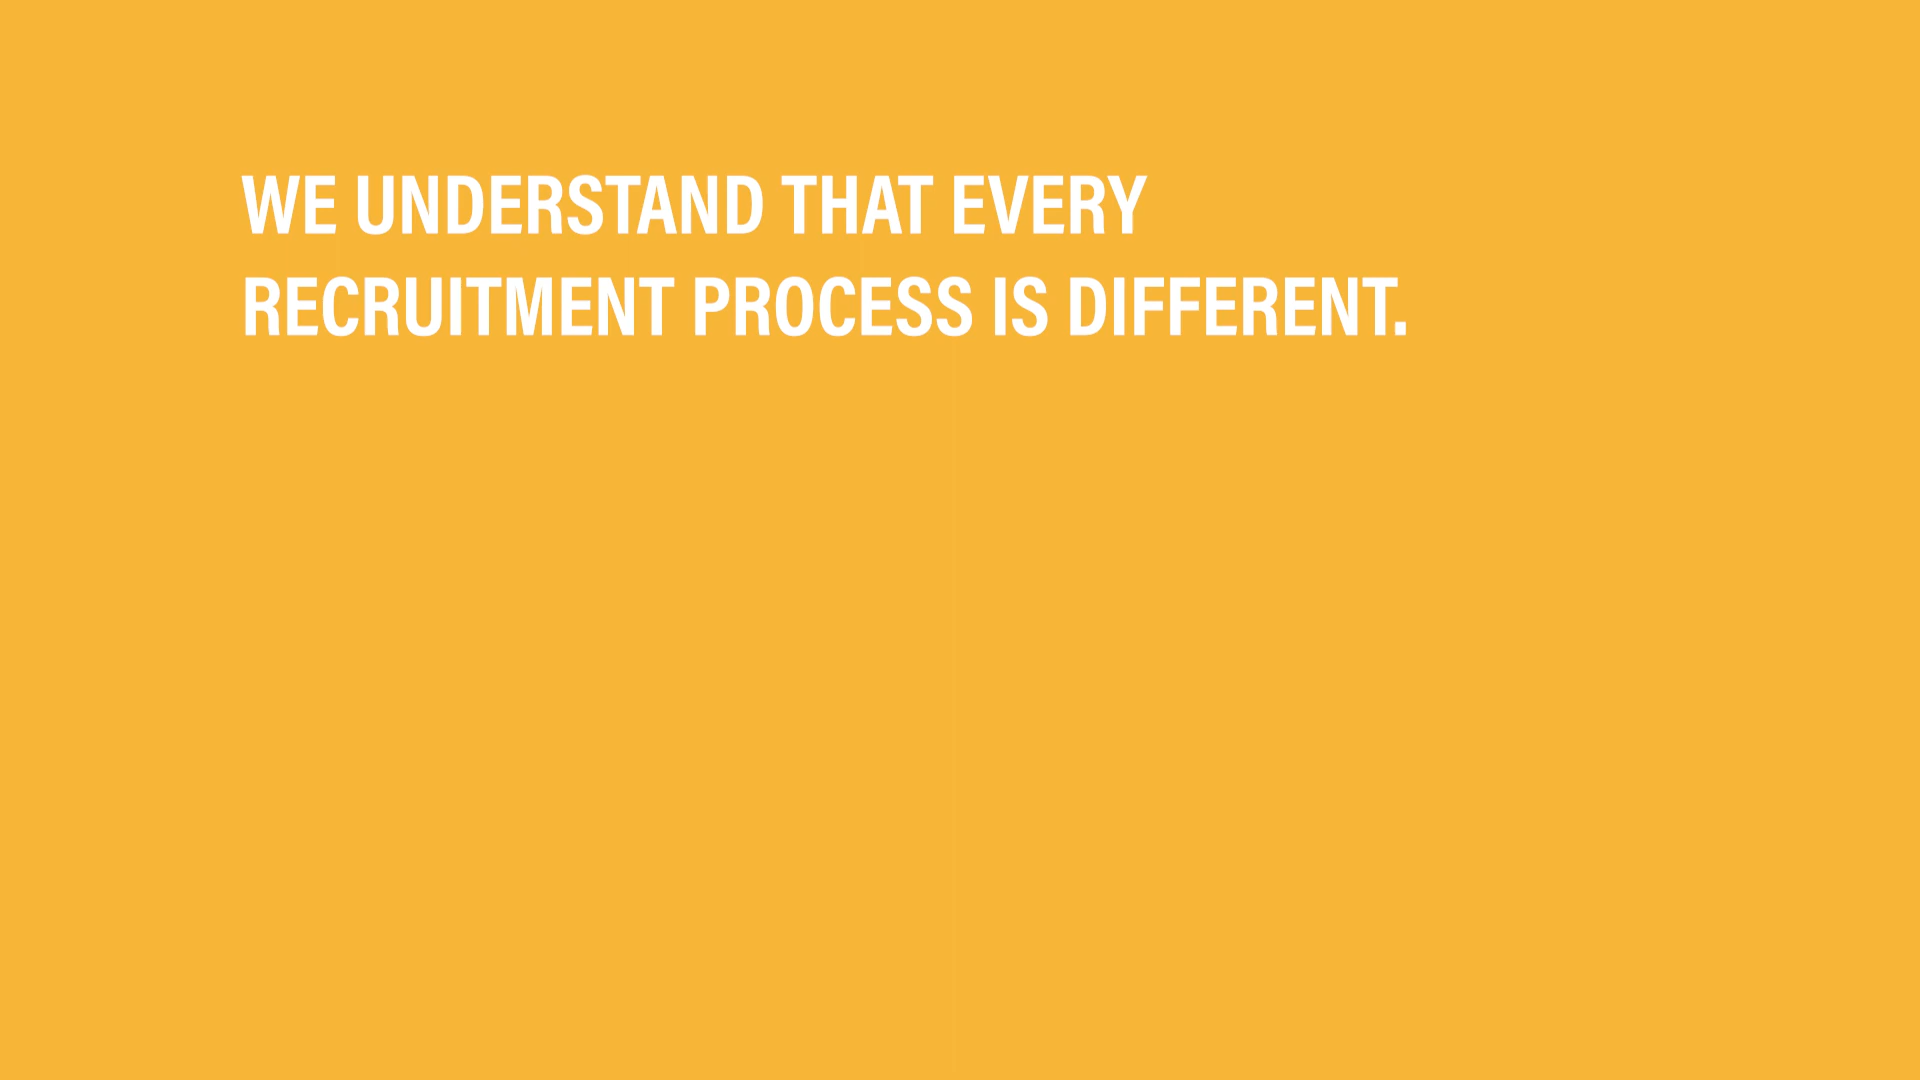 WE UNDERSTAND THAT EVERY
RECRUITMENT PROCESS IS DIFFERENT.